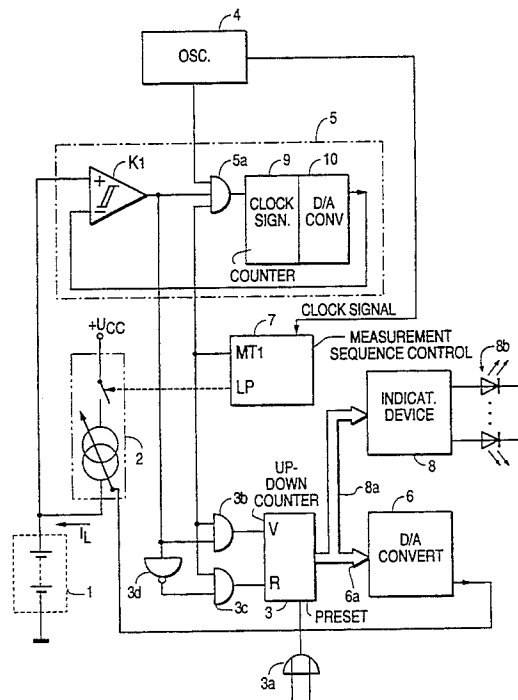 4
OSC.
5
K1
5a
9
10
+
−
CLOCK
SIGN.
D/A
CONV
COUNTER
CLOCK SIGNAL
+UCC
7
MT1
LP
MEASUREMENT
SEQUENCE CONTROL
8b
INDICAT.
DEVICE
8
2
UP-
DOWN
COUNTER
8a
6
3b
V
D/A
CONVERT
IL
3d
R
6a
1
3c
3
PRESET
3a